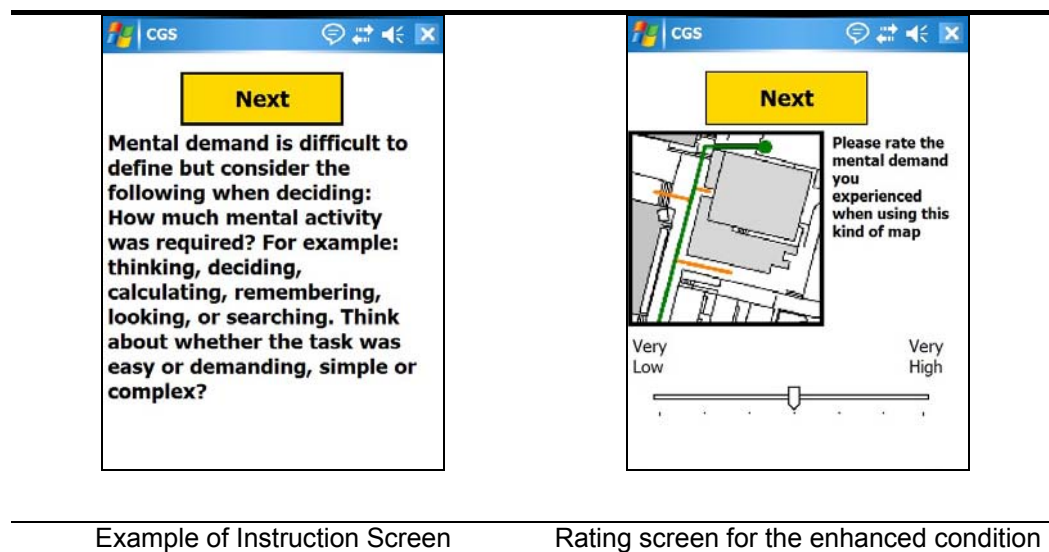 CGS
Next
Mental demand is difficult to
define but consider the
following when deciding:
How much mental activity
was required? For example:
thinking, deciding,
calculating, remembering,
looking, or searching. Think
about whether the task was
easy or demanding, simple or
complex?
CGS
Next
Please rate the
mental demand
you
experienced
when using this
kind of map
Very
Low
Very
High
Example of Instruction Screen
Rating screen for the enhanced condition